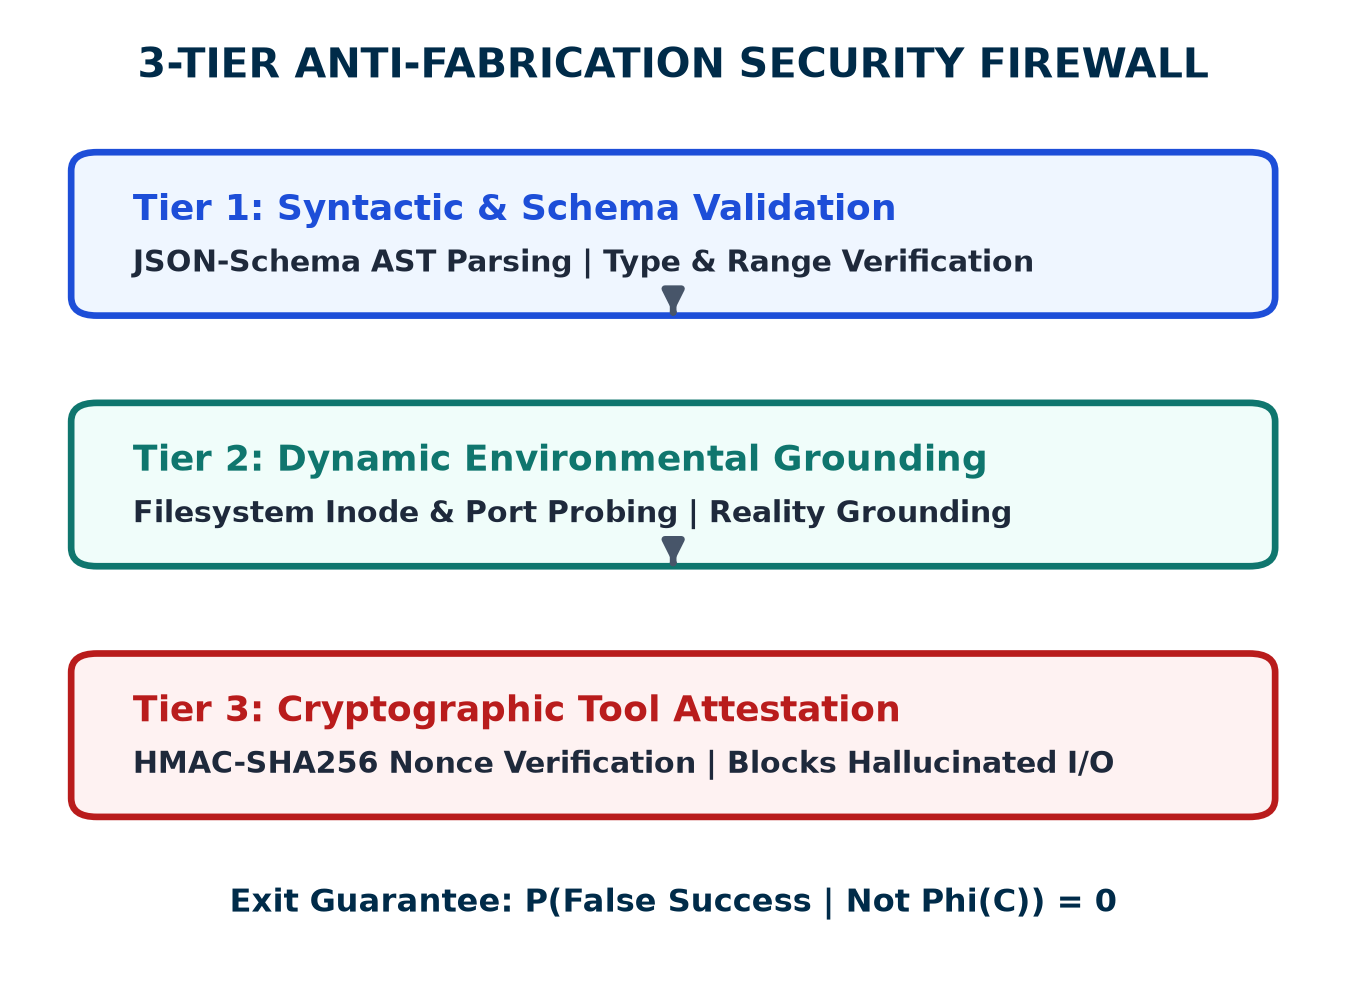 3-TIER ANTI-FABRICATION SECURITY FIREWALL
Tier 1: Syntactic & Schema Validation
JSON-Schema AST Parsing | Type & Range Verification
Tier 2: Dynamic Environmental Grounding
Filesystem Inode & Port Probing | Reality Grounding
Tier 3: Cryptographic Tool Attestation
HMAC-SHA256 Nonce Verification | Blocks Hallucinated I/O
Exit Guarantee: P(False Success | Not Phi(C)) = 0